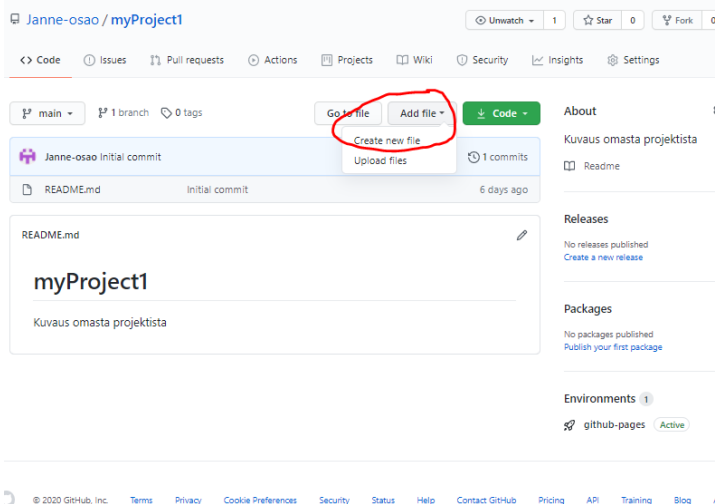 Janne-osao / myProject1
Unwatch 1 Star 0 Fork 0
Code Issues Pull requests Actions Projects Wiki Security Insights Settings
main 1 branch 0 tags Go to file Add file Code
Create new file
Upload files
Janne-osao Initial commit 1 commits
README.md Initial commit 6 days ago
README.md
myProject1
Kuvaus omasta projektista
About
Kuvaus omasta projektista
Readme
Releases
No releases published
Create a new release
Packages
No packages published
Publish your first package
Environments 1
github-pages Active
© 2020 GitHub, Inc. Terms Privacy Cookie Preferences Security Status Help Contact GitHub Pricing API Training Blog